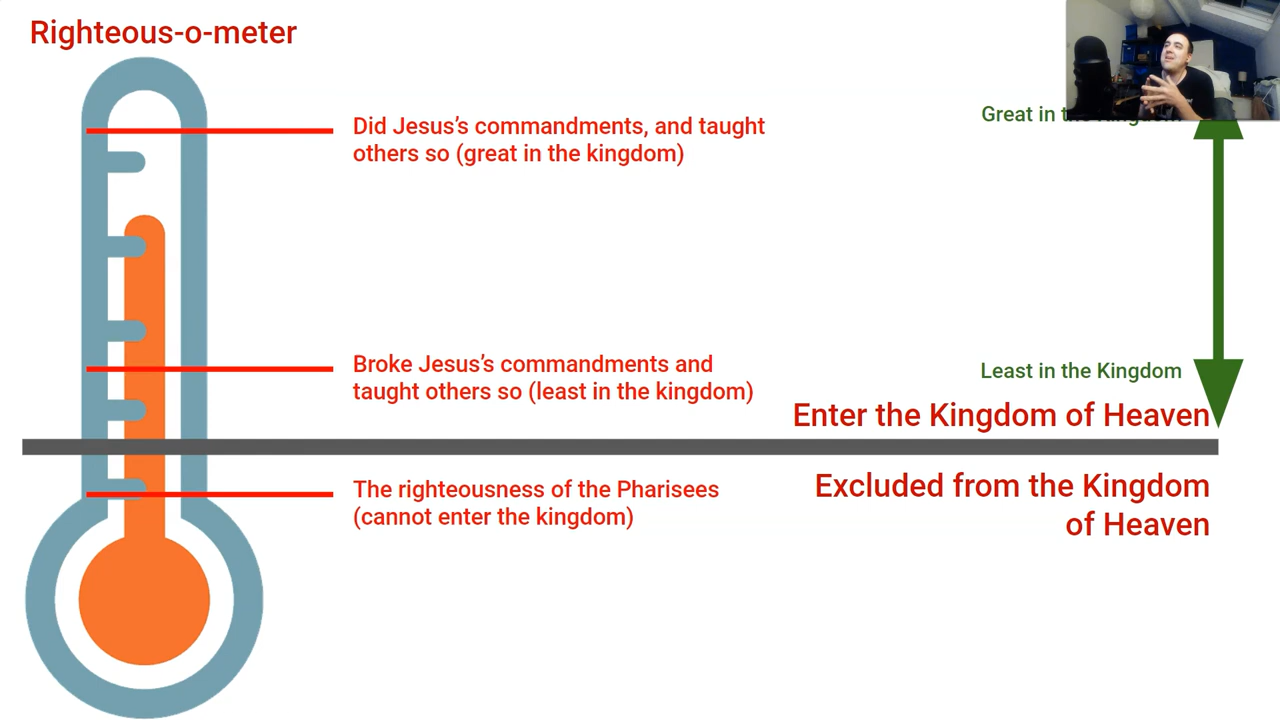 Righteous-o-meter
Did Jesus's commandments, and taught
others so (great in the kingdom)
Great in
Broke Jesus's commandments and
taught others so (least in the kingdom)
Least in the Kingdom
Enter the Kingdom of Heaven
The righteousness of the Pharisees
(cannot enter the kingdom)
Excluded from the Kingdom
of Heaven